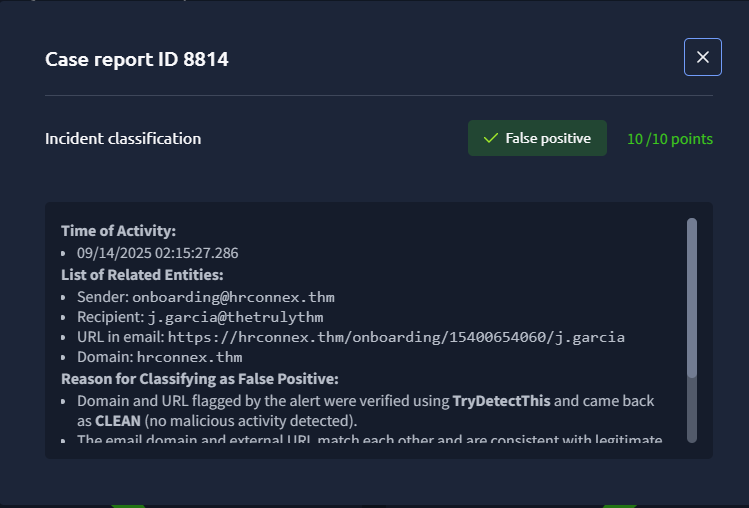 Case report ID 8814
Incident classification
False positive
10 /10 points
Time of Activity:
• 09/14/2025 02:15:27.286
List of Related Entities:
• Sender: onboarding@hrconnex.thm
• Recipient: j.garcia@thetrulythm
• URL in email: https://hrconnex.thm/onboarding/15400654060/j.garcia
• Domain: hrconnex.thm
Reason for Classifying as False Positive:
• Domain and URL flagged by the alert were verified using TryDetectThis and came back
as CLEAN (no malicious activity detected).
• The email domain and external URL match each other and are consistent with legitimate